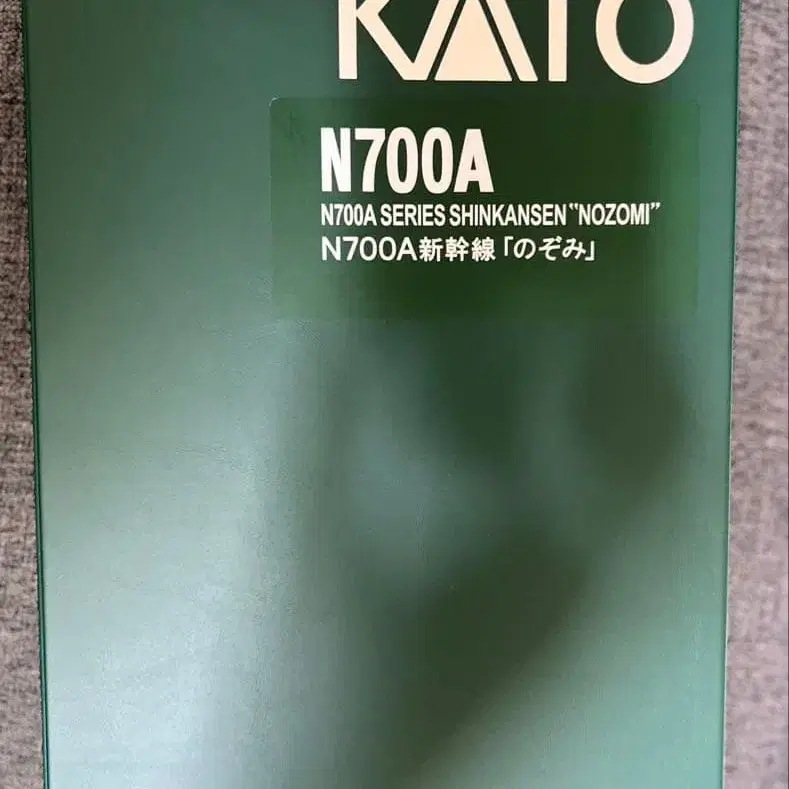 KATO
N700A
N700A SERIES SHINKANSEN "NOZOMI"
N700A新幹線「のぞみ」